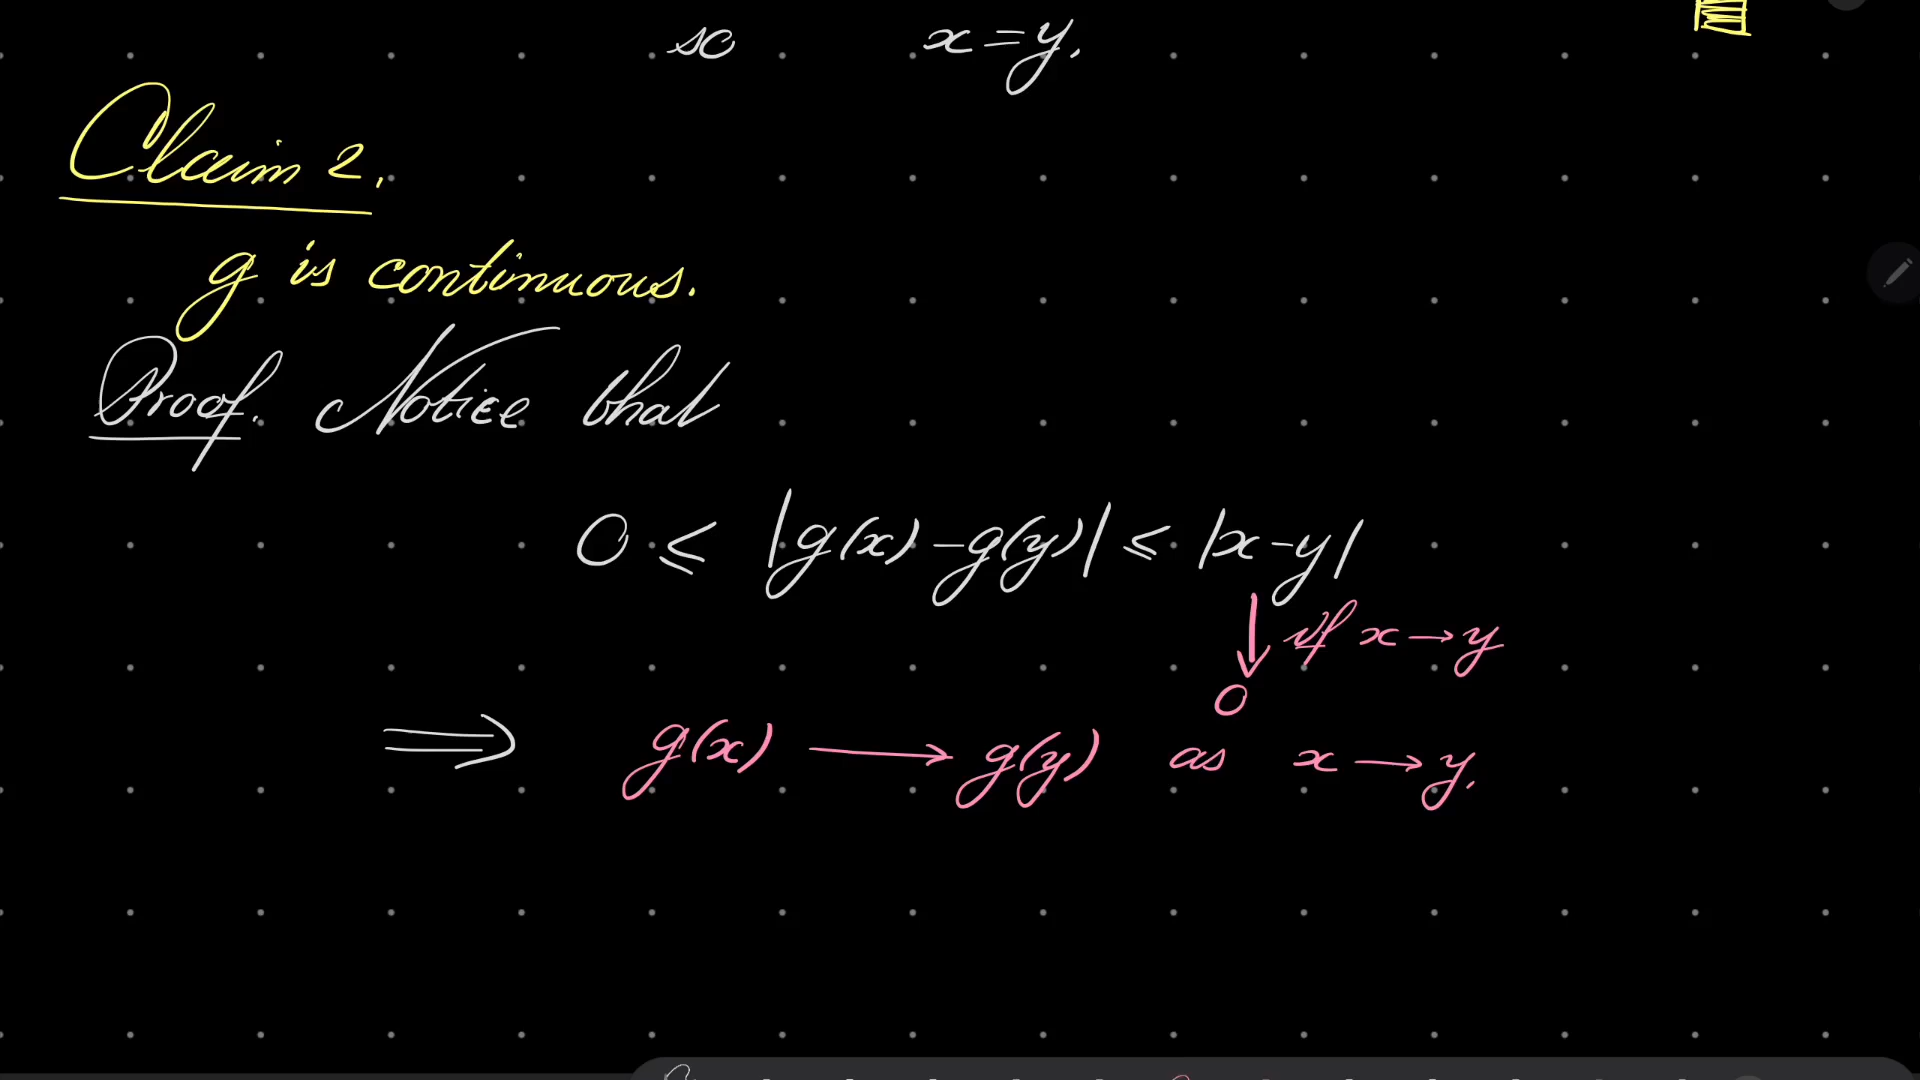 so x=y.
Claim 2.
g is continuous.
Proof. Notice that
0 ≤ |g(x)-g(y)| ≤ |x-y|
↓ if x→y
0
⟹ g(x) ⟶ g(y) as x→y.